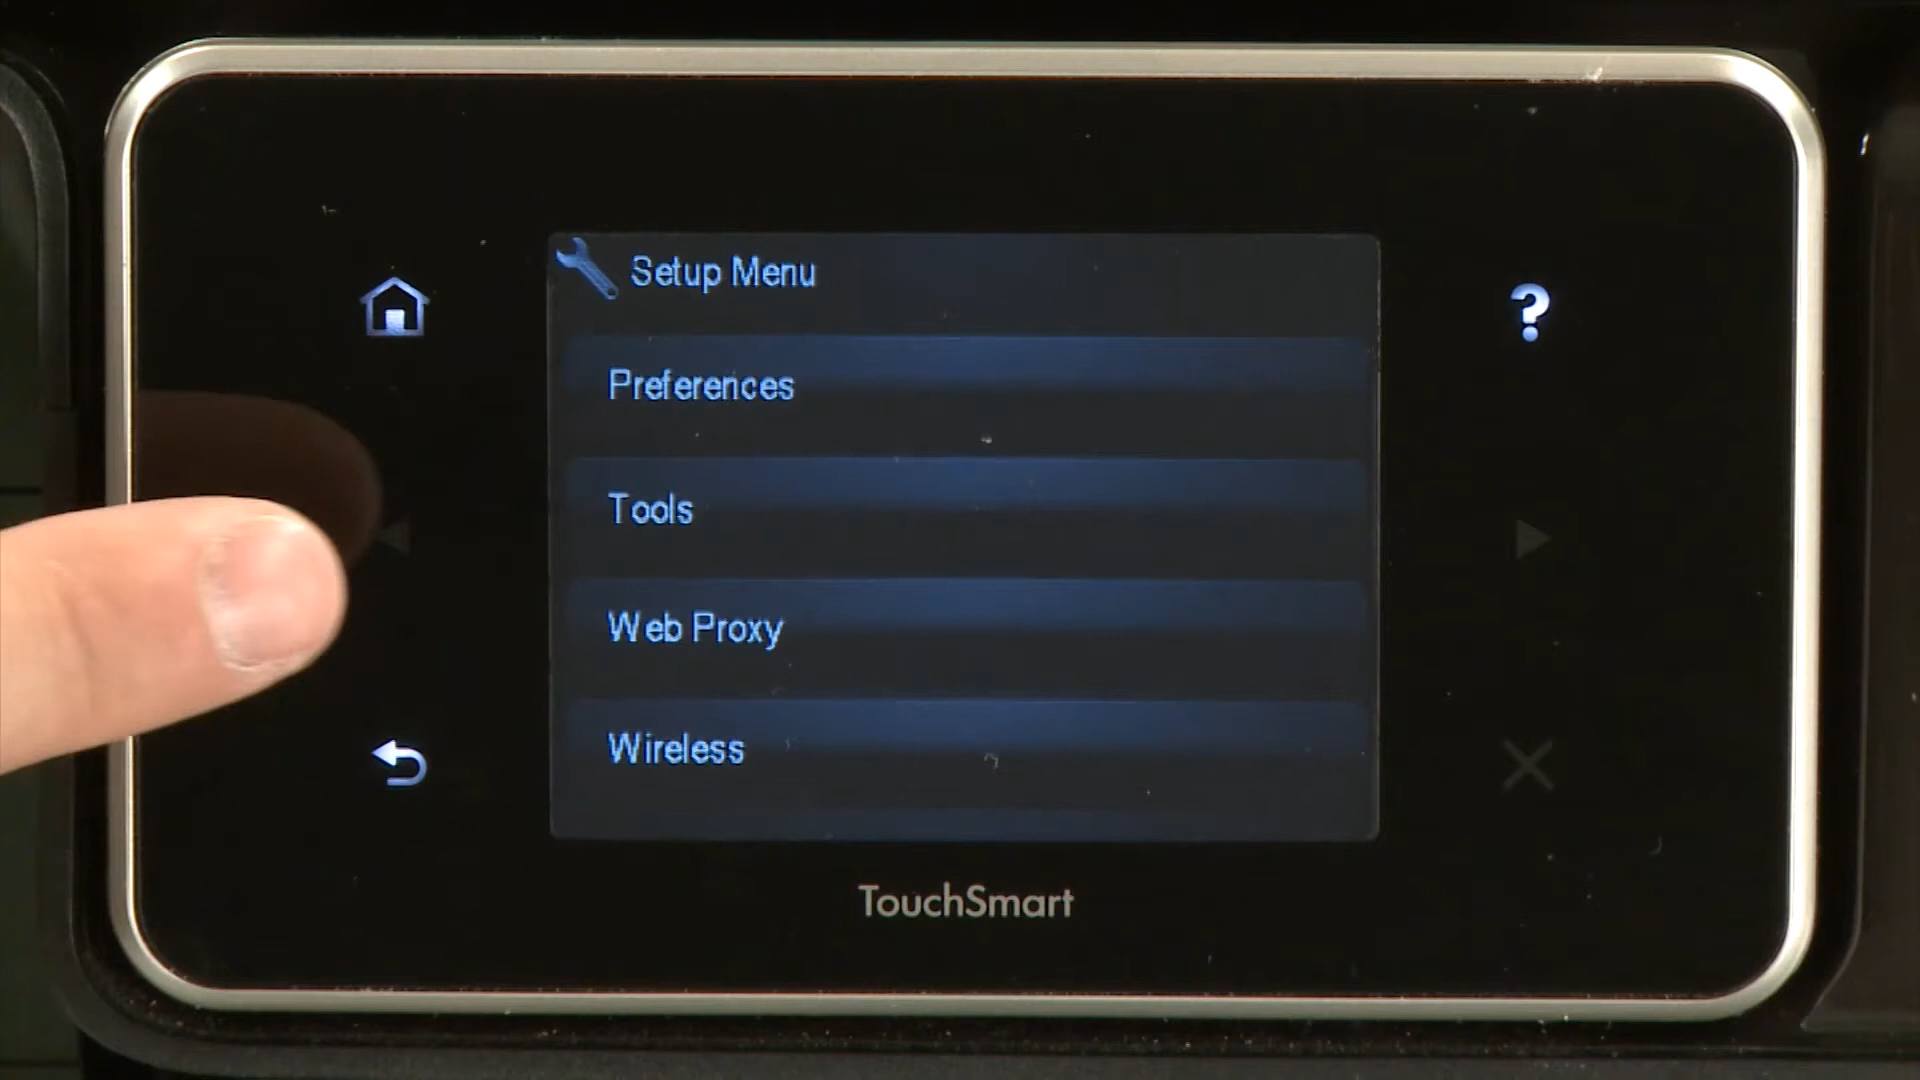 Setup Menu
Preferences
Tools
Web Proxy
Wireless
TouchSmart